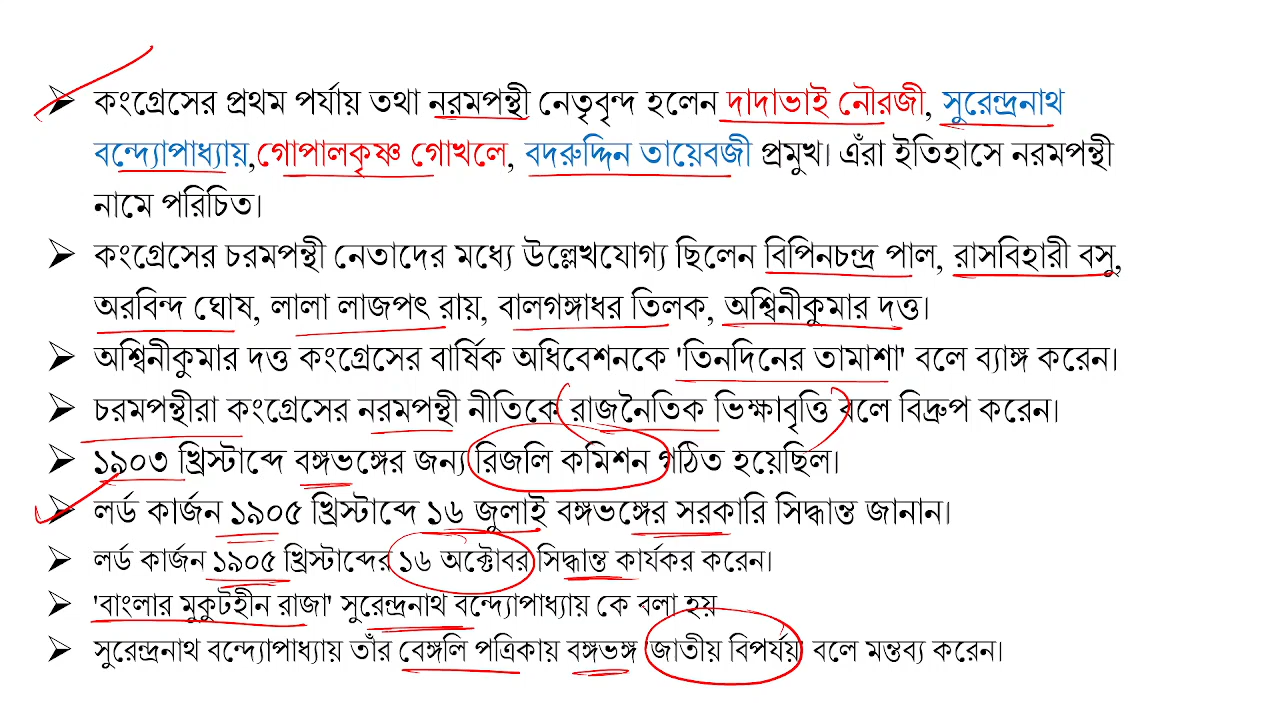 ➢ কংগ্রেসের প্রথম পর্যায় তথা নরমপন্থী নেতৃবৃন্দ হলেন দাদাভাই নৌরজী, সুরেন্দ্রনাথ
বন্দ্যোপাধ্যায়,গোপালকৃষ্ণ গোখলে, বদরুদ্দিন তায়েবজী প্রমুখ। এঁরা ইতিহাসে নরমপন্থী
নামে পরিচিত।
➢ কংগ্রেসের চরমপন্থী নেতাদের মধ্যে উল্লেখযোগ্য ছিলেন বিপিনচন্দ্র পাল, রাসবিহারী বসু,
অরবিন্দ ঘোষ, লালা লাজপৎ রায়, বালগঙ্গাধর তিলক, অশ্বিনীকুমার দত্ত।
➢ অশ্বিনীকুমার দত্ত কংগ্রেসের বার্ষিক অধিবেশনকে 'তিনদিনের তামাশা' বলে ব্যাঙ্গ করেন।
➢ চরমপন্থীরা কংগ্রেসের নরমপন্থী নীতিকে রাজনৈতিক ভিক্ষাবৃত্তি বলে বিদ্রুপ করেন।
➢ ১৯০৩ খ্রিস্টাব্দে বঙ্গভঙ্গের জন্য রিজলি কমিশন গঠিত হয়েছিল।
➢ লর্ড কার্জন ১৯০৫ খ্রিস্টাব্দে ১৬ জুলাই বঙ্গভঙ্গের সরকারি সিদ্ধান্ত জানান।
➢ লর্ড কার্জন ১৯০৫ খ্রিস্টাব্দের ১৬ অক্টোবর সিদ্ধান্ত কার্যকর করেন।
➢ 'বাংলার মুকুটহীন রাজা' সুরেন্দ্রনাথ বন্দ্যোপাধ্যায় কে বলা হয়
➢ সুরেন্দ্রনাথ বন্দ্যোপাধ্যায় তাঁর বেঙ্গলি পত্রিকায় বঙ্গভঙ্গ 'জাতীয় বিপর্যয়' বলে মন্তব্য করেন।